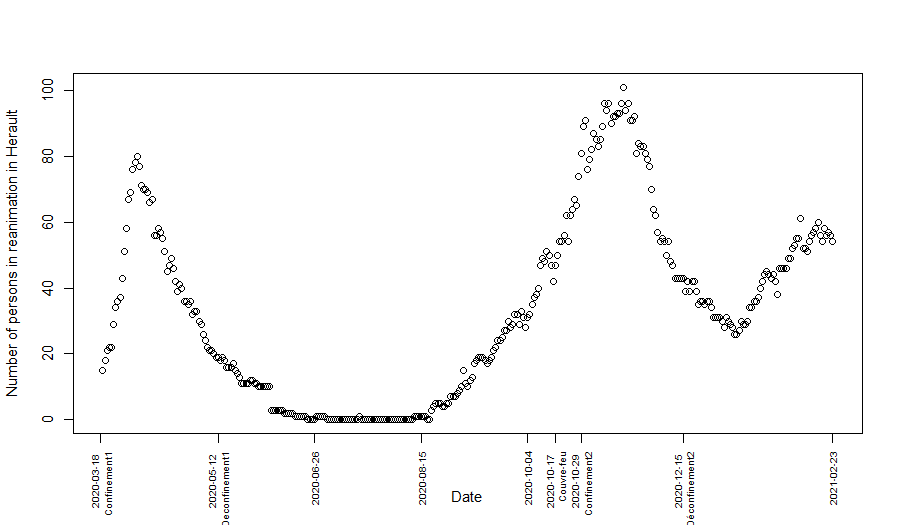 Number of persons in reanimation in Herault
100
80
60
40
20
0
2020-03-18
Confinement1
2020-05-12
Deconfinement1
2020-06-26
2020-08-15
2020-10-04
2020-10-17
Couvre-feu
2020-10-29
Confinement2
2020-12-15
Déconfinement2
2021-02-23
Date